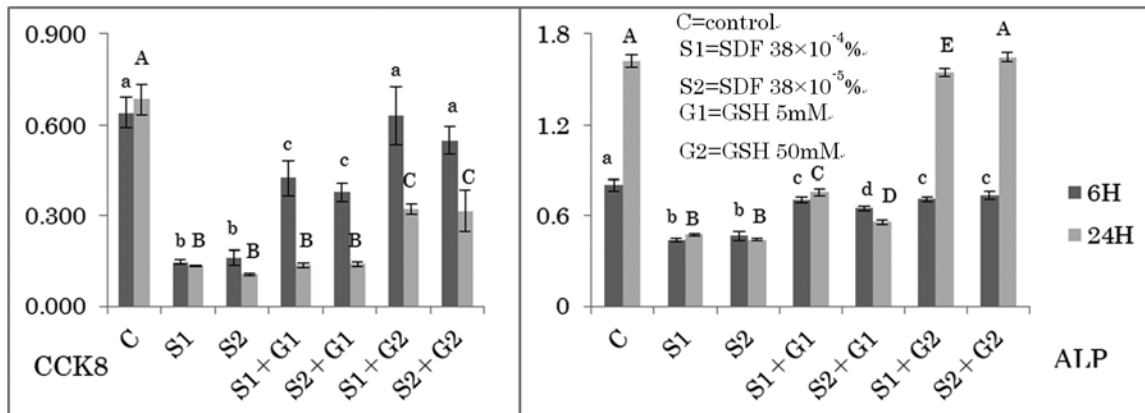 0.900
0.600
0.300
0.000
a A
b B
b B
c B
c B
a C
a C
C
S1
S2
S1+G1
S2+G1
S1+G2
S2+G2
CCK8
1.8
1.2
0.6
0
C=control
S1=SDF 38×10⁻⁴%
S2=SDF 38×10⁻⁵%
G1=GSH 5mM
G2=GSH 50mM
a A
b B
b B
c C
d D
c E
c A
C
S1
S2
S1+G1
S2+G1
S1+G2
S2+G2
ALP
6H
24H